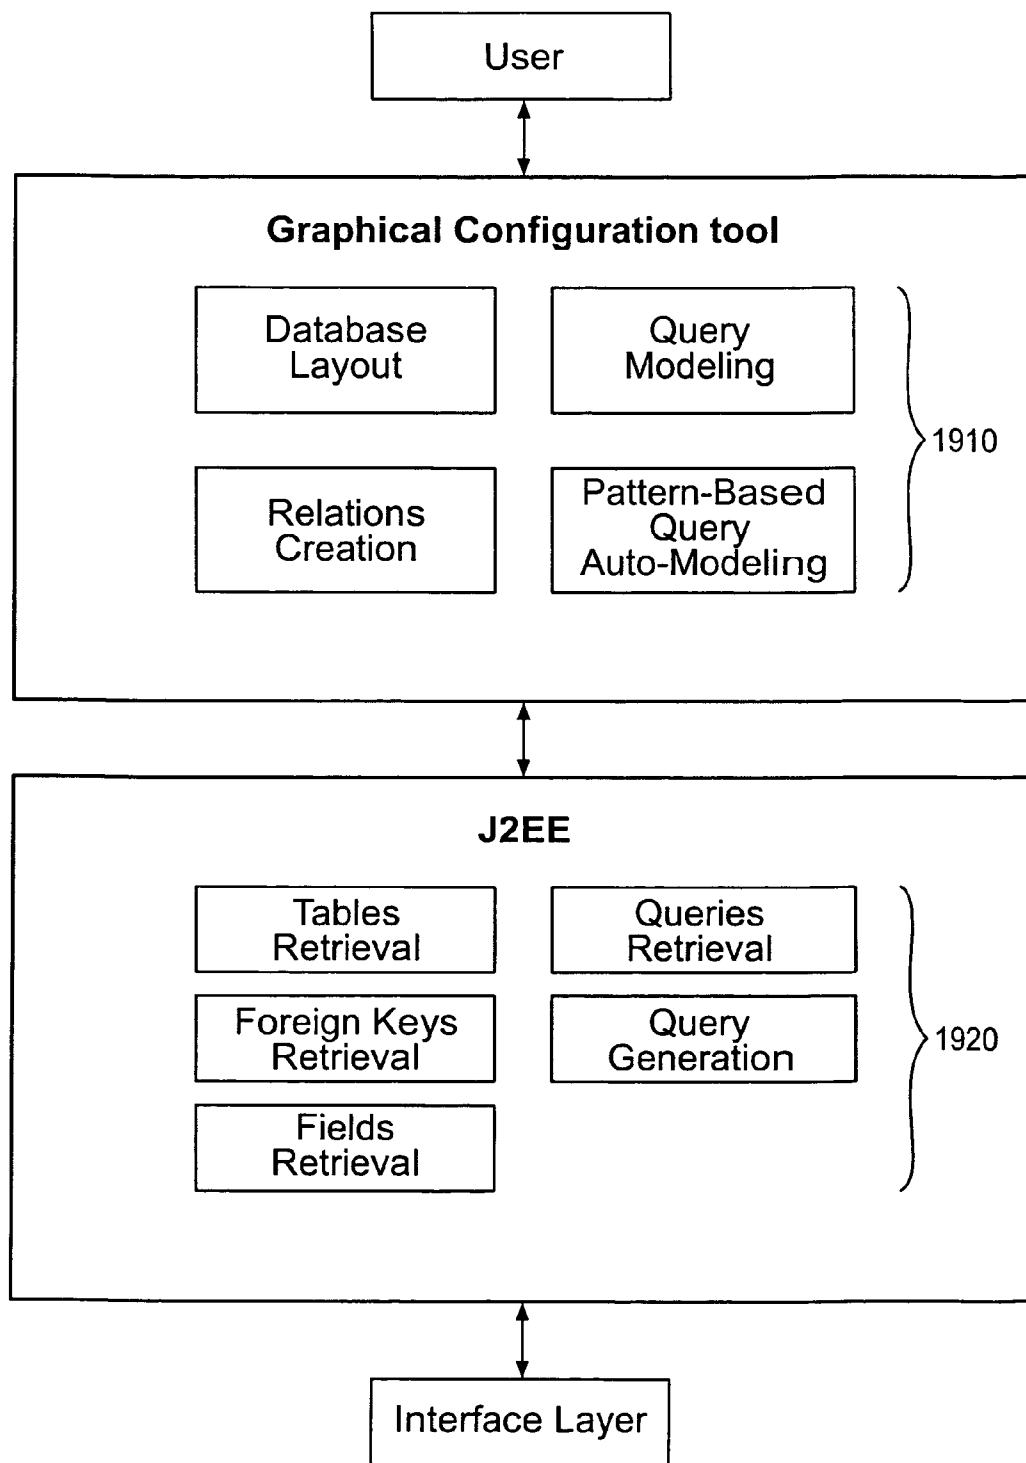 User
Graphical Configuration tool
Database
Layout
Query
Modeling
Relations
Creation
Pattern-Based
Query
Auto-Modeling
1910
J2EE
Tables
Retrieval
Queries
Retrieval
Foreign Keys
Retrieval
Query
Generation
Fields
Retrieval
1920
Interface Layer